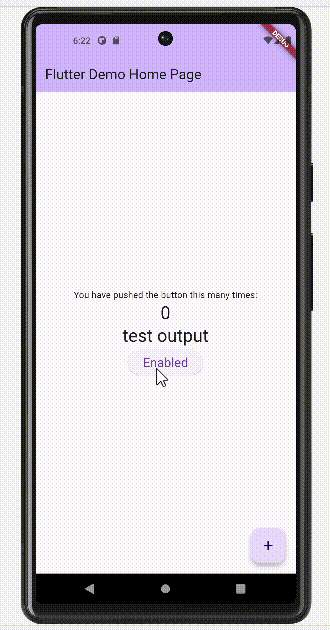 6:22
DEBUG
Flutter Demo Home Page
You have pushed the button this many times:
0
test output
Enabled
+